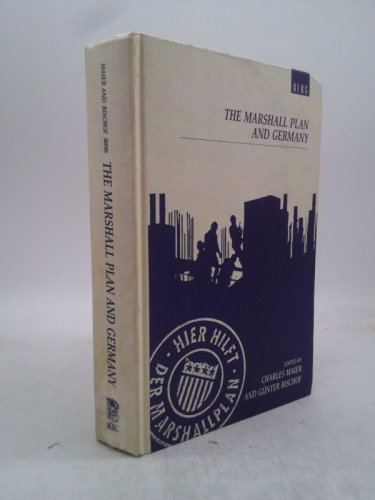 MAIER AND BISCHOF
THE MARSHALL PLAN AND GERMANY
BERG
BERG
THE MARSHALL PLAN
AND GERMANY
HIER HILFT
DER MARSHALLPLAN
EDITED BY
CHARLES MAIER
AND GÜNTER BISCHOF